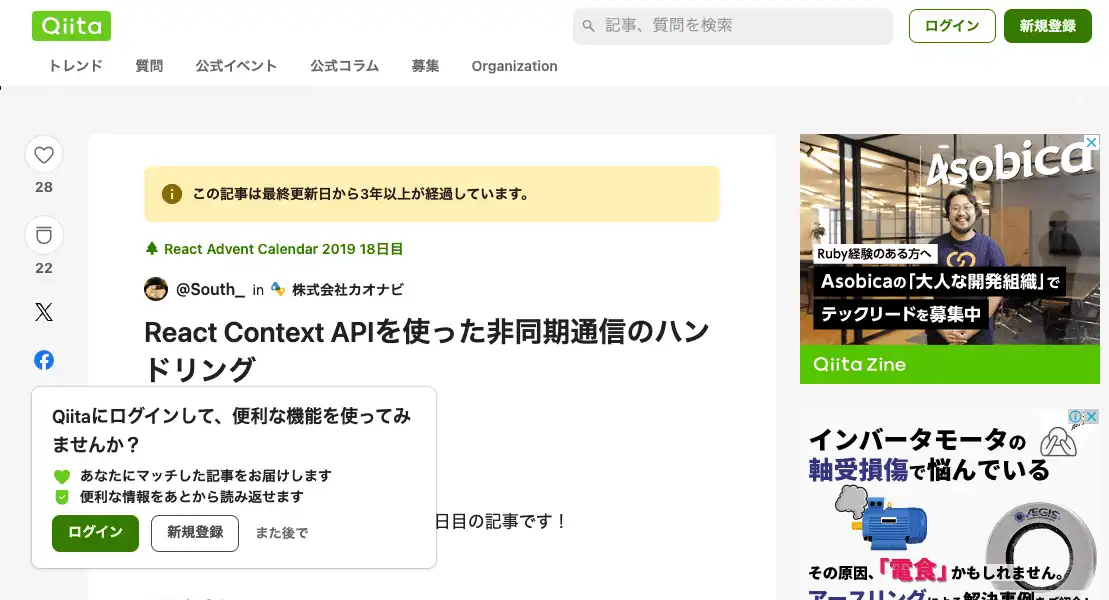 Qiita
記事、質問を検索
ログイン
新規登録
トレンド
質問
公式イベント
公式コラム
募集
Organization
28
22
この記事は最終更新日から3年以上が経過しています。
React Advent Calendar 2019 18日目
@South_ in 株式会社カオナビ
React Context APIを使った非同期通信のハン
ドリング
Qiitaにログインして、便利な機能を使ってみ
ませんか？
あなたにマッチした記事をお届けします
便利な情報をあとから読み返せます
ログイン
新規登録
また後で
日目の記事です！
Asobica
Ruby経験のある方へ
Asobicaの「大人な開発組織」で
テックリードを募集中
Qiita Zine
インバータモータの
軸受損傷で悩んでいる
AEGIS
その原因、「電食」かもしれません。